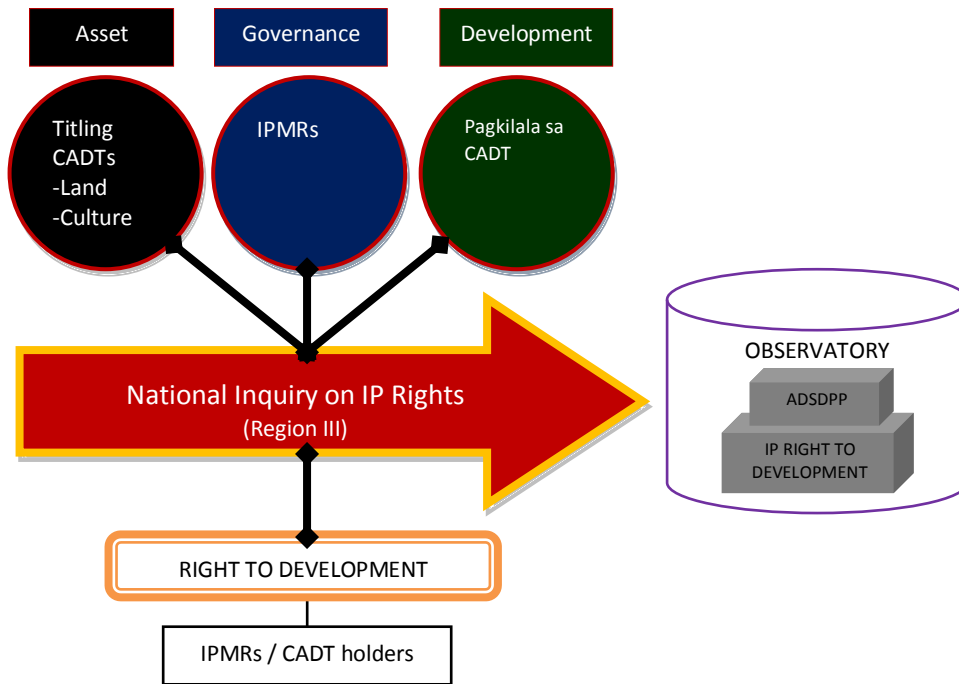 Asset
Governance
Development
Titling
CADTs
-Land
-Culture
IPMRs
Pagkilala sa
CADT
National Inquiry on IP Rights
(Region III)
OBSERVATORY
ADSDPP
IP RIGHT TO
DEVELOPMENT
RIGHT TO DEVELOPMENT
IPMRs / CADT holders